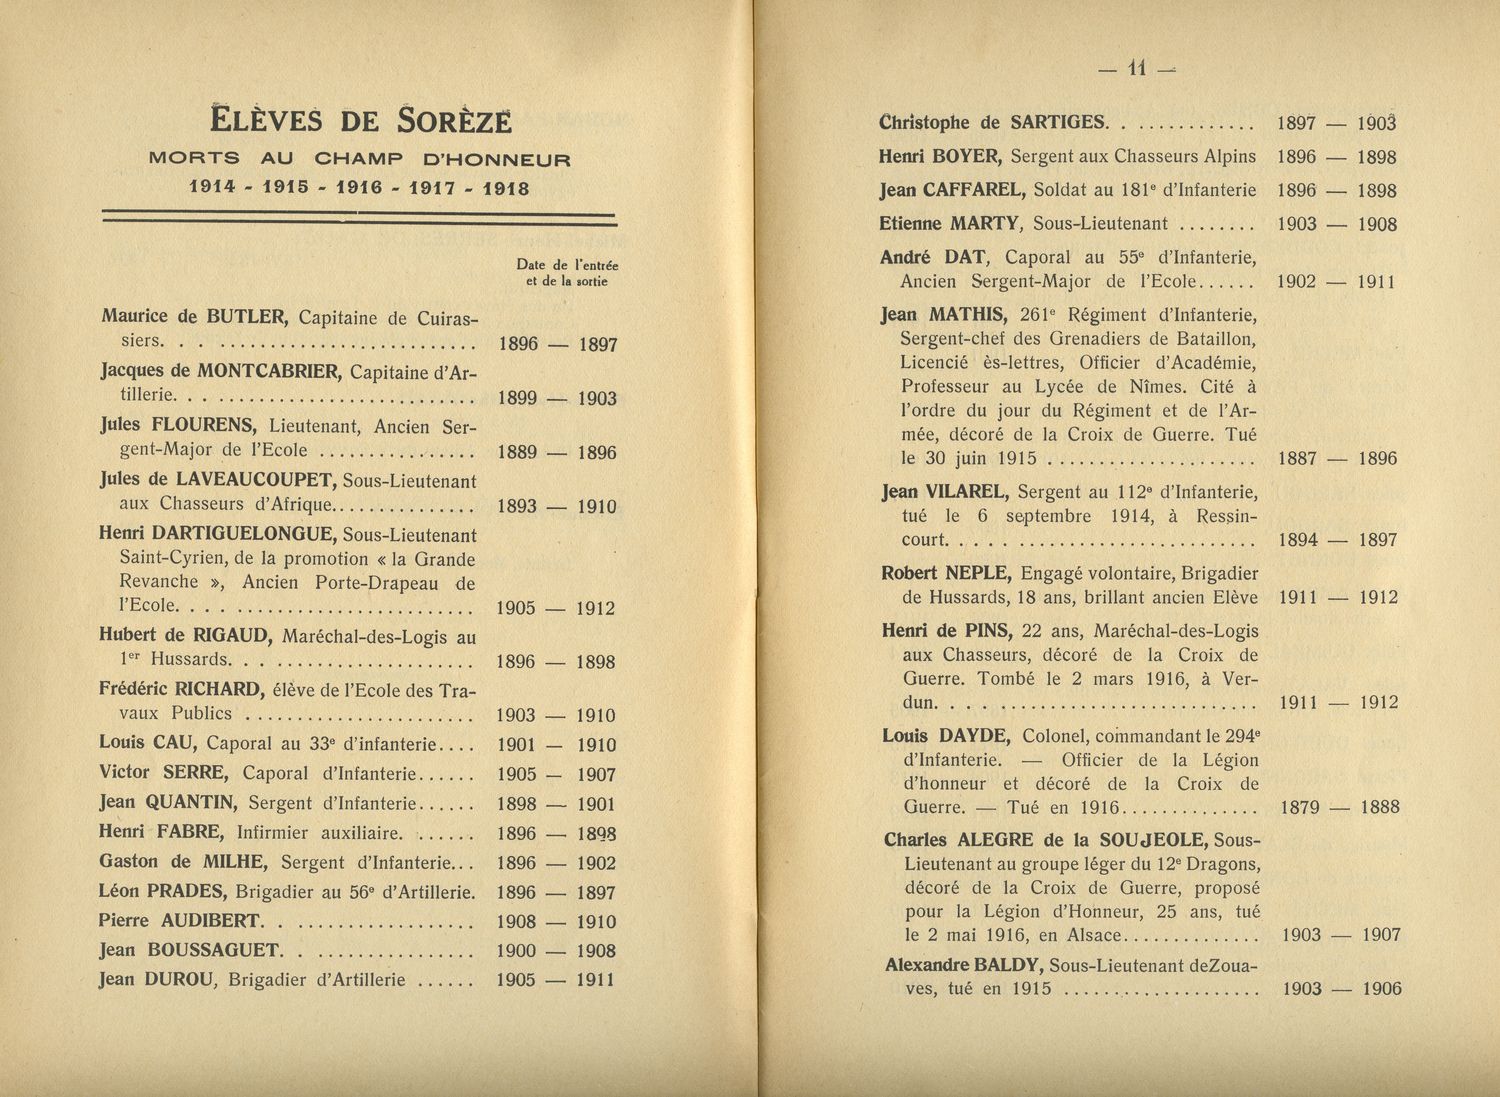 ELÈVES DE SORÈZE
MORTS AU CHAMP D'HONNEUR
1914 - 1915 - 1916 - 1917 - 1918
Date de l'entrée
et de la sortie
Maurice de BUTLER, Capitaine de Cuiras-
siers. . . . . . . . . . . . . . . . . . . . . . . . . . . . 1896 — 1897
Jacques de MONTCABRIER, Capitaine d'Ar-
tillerie. . . . . . . . . . . . . . . . . . . . . . . . . . . 1899 — 1903
Jules FLOURENS, Lieutenant, Ancien Ser-
gent-Major de l'Ecole . . . . . . . . . . . . . . . . 1889 — 1896
Jules de LAVEAUCOUPET, Sous-Lieutenant
aux Chasseurs d'Afrique. . . . . . . . . . . . . . . 1893 — 1910
Henri DARTIGUELONGUE, Sous-Lieutenant
Saint-Cyrien, de la promotion « la Grande
Revanche », Ancien Porte-Drapeau de
l'Ecole. . . . . . . . . . . . . . . . . . . . . . . . . . . 1905 — 1912
Hubert de RIGAUD, Maréchal-des-Logis au
1er Hussards. . . . . . . . . . . . . . . . . . . . . . 1896 — 1898
Frédéric RICHARD, élève de l'Ecole des Tra-
vaux Publics . . . . . . . . . . . . . . . . . . . . . . . 1903 — 1910
Louis CAU, Caporal au 33e d'infanterie. . . . 1901 — 1910
Victor SERRE, Caporal d'Infanterie. . . . . . 1905 — 1907
Jean QUANTIN, Sergent d'Infanterie. . . . . . 1898 — 1901
Henri FABRE, Infirmier auxiliaire. . . . . . . 1896 — 1898
Gaston de MILHE, Sergent d'Infanterie. . . 1896 — 1902
Léon PRADES, Brigadier au 56e d'Artillerie. 1896 — 1897
Pierre AUDIBERT. . . . . . . . . . . . . . . . . . . . 1908 — 1910
Jean BOUSSAGUET. . . . . . . . . . . . . . . . . . 1900 — 1908
Jean DUROU, Brigadier d'Artillerie . . . . . . 1905 — 1911
— 11 —
Christophe de SARTIGES. . . . . . . . . . . . . . 1897 — 1903
Henri BOYER, Sergent aux Chasseurs Alpins 1896 — 1898
Jean CAFFAREL, Soldat au 181e d'Infanterie 1896 — 1898
Etienne MARTY, Sous-Lieutenant . . . . . . . . 1903 — 1908
André DAT, Caporal au 55e d'Infanterie,
Ancien Sergent-Major de l'Ecole. . . . . . 1902 — 1911
Jean MATHIS, 261e Régiment d'Infanterie,
Sergent-chef des Grenadiers de Bataillon,
Licencié ès-lettres, Officier d'Académie,
Professeur au Lycée de Nîmes. Cité à
l'ordre du jour du Régiment et de l'Ar-
mée, décoré de la Croix de Guerre. Tué
le 30 juin 1915 . . . . . . . . . . . . . . . . . . . . . 1887 — 1896
Jean VILAREL, Sergent au 112e d'Infanterie,
tué le 6 septembre 1914, à Ressin-
court. . . . . . . . . . . . . . . . . . . . . . . . . . . . 1894 — 1897
Robert NEPLE, Engagé volontaire, Brigadier
de Hussards, 18 ans, brillant ancien Elève 1911 — 1912
Henri de PINS, 22 ans, Maréchal-des-Logis
aux Chasseurs, décoré de la Croix de
Guerre. Tombé le 2 mars 1916, à Ver-
dun. . . . . . . . . . . . . . . . . . . . . . . . . . . . . 1911 — 1912
Louis DAYDE, Colonel, commandant le 294e
d'Infanterie. — Officier de la Légion
d'honneur et décoré de la Croix de
Guerre. — Tué en 1916. . . . . . . . . . . . . . 1879 — 1888
Charles ALEGRE de la SOUJEOLE, Sous-
Lieutenant au groupe léger du 12e Dragons,
décoré de la Croix de Guerre, proposé
pour la Légion d'Honneur, 25 ans, tué
le 2 mai 1916, en Alsace. . . . . . . . . . . . . . 1903 — 1907
Alexandre BALDY, Sous-Lieutenant deZoua-
ves, tué en 1915 . . . . . . . . . . . . . . . . . . . . 1903 — 1906